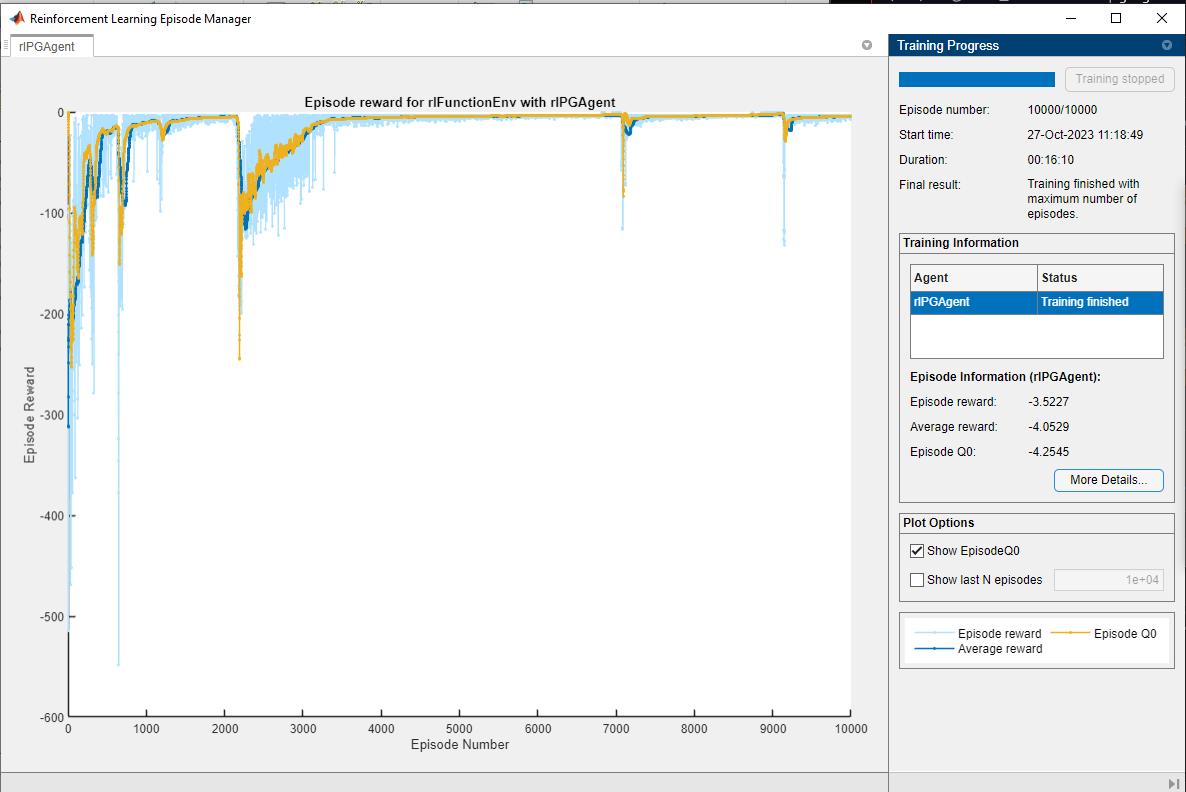 Reinforcement Learning Episode Manager
rlPGAgent
Episode reward for rlFunctionEnv with rlPGAgent
Episode Reward
0
-100
-200
-300
-400
-500
-600
0 1000 2000 3000 4000 5000 6000 7000 8000 9000 10000
Episode Number
Training Progress
Training stopped
Episode number: 10000/10000
Start time: 27-Oct-2023 11:18:49
Duration: 00:16:10
Final result: Training finished with
maximum number of
episodes.
Training Information
Agent Status
rlPGAgent Training finished
Episode Information (rlPGAgent):
Episode reward: -3.5227
Average reward: -4.0529
Episode Q0: -4.2545
More Details...
Plot Options
Show EpisodeQ0
Show last N episodes 1e+04
Episode reward Episode Q0
Average reward